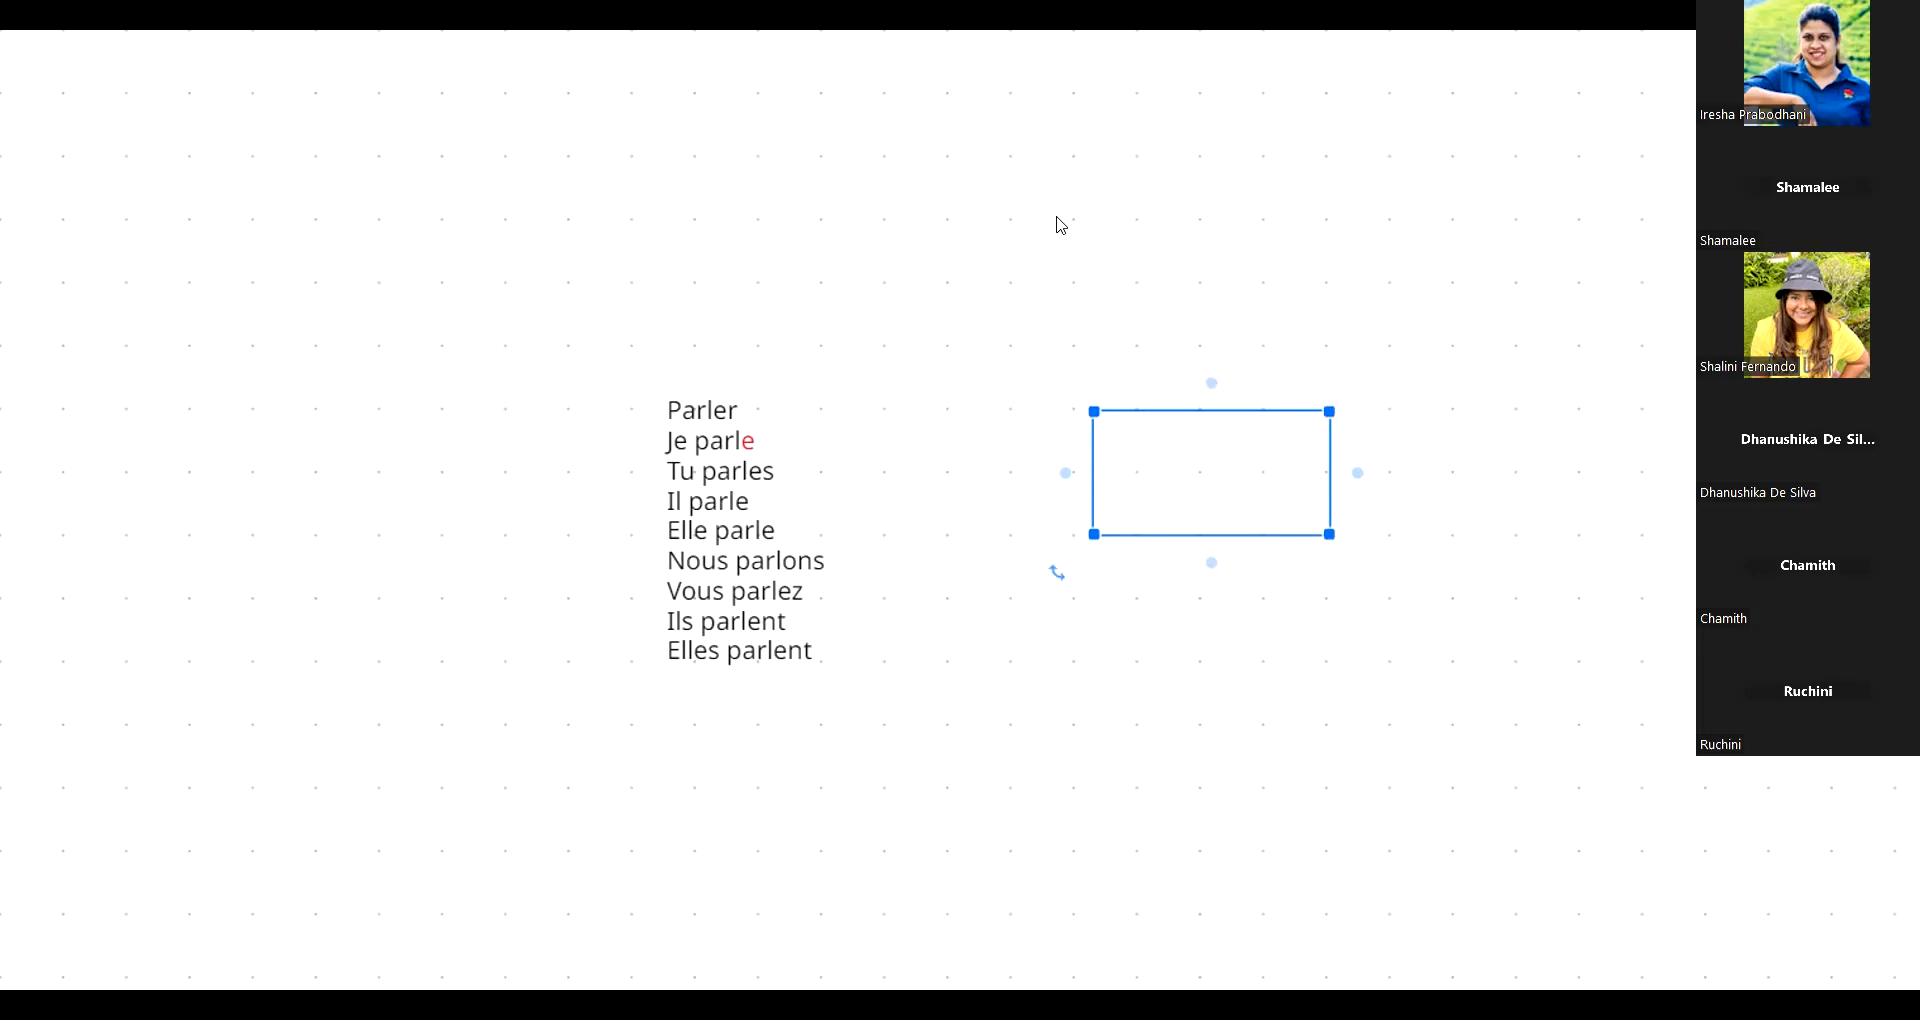 Parler
Je parle
Tu parles
Il parle
Elle parle
Nous parlons
Vous parlez
Ils parlent
Elles parlent
Iresha Prabodhani
Shamalee
Shamalee
Shalini Fernando
Dhanushika De Sil...
Dhanushika De Silva
Chamith
Chamith
Ruchini
Ruchini